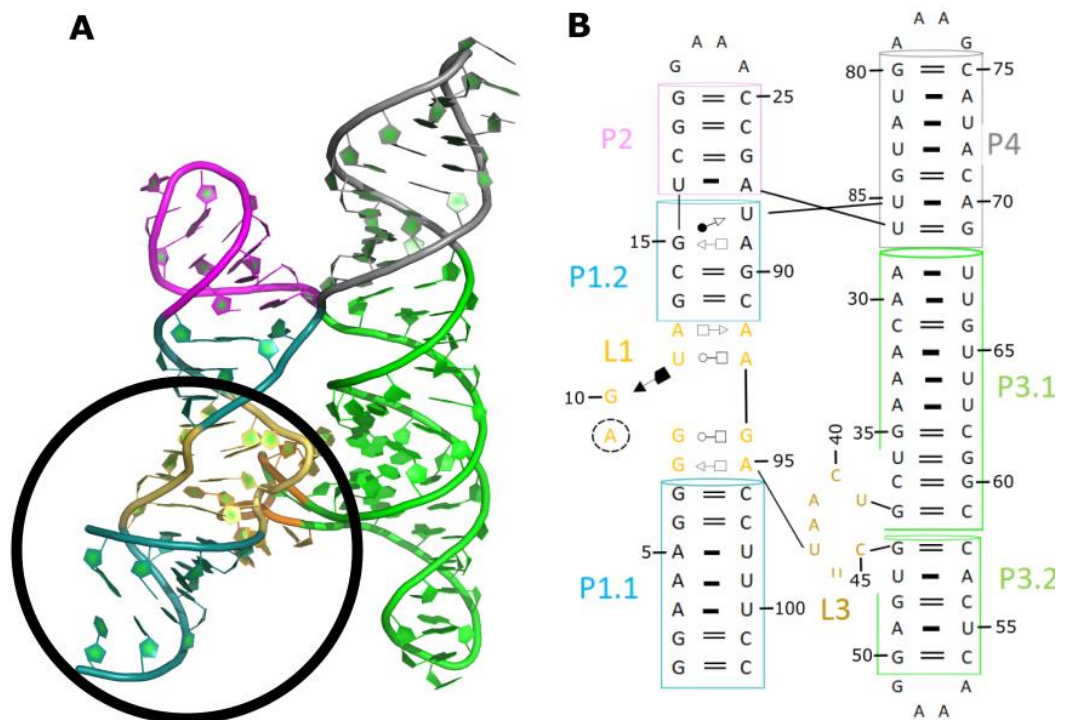 A
B
A A
G A
G C 25
G C
P2
C G
U A
U
15 G A
P1.2
C G 90
G C
A A
L1
U A
10 G
A
G G
G A 95
G C
G C
5 A U
P1.1
A U
A U 100
G C
G C
A A
A G
80 G C 75
U A
A U
P4
U A
G C
85 U A 70
U G
A U
30 A U
C G
A U 65
A U
P3.1
A U
35 G C
U G
C G 60
G C
40
C
A U
A
U C
45
L3
G C
U A
P3.2
G C
A U 55
50 G C
G A
A A